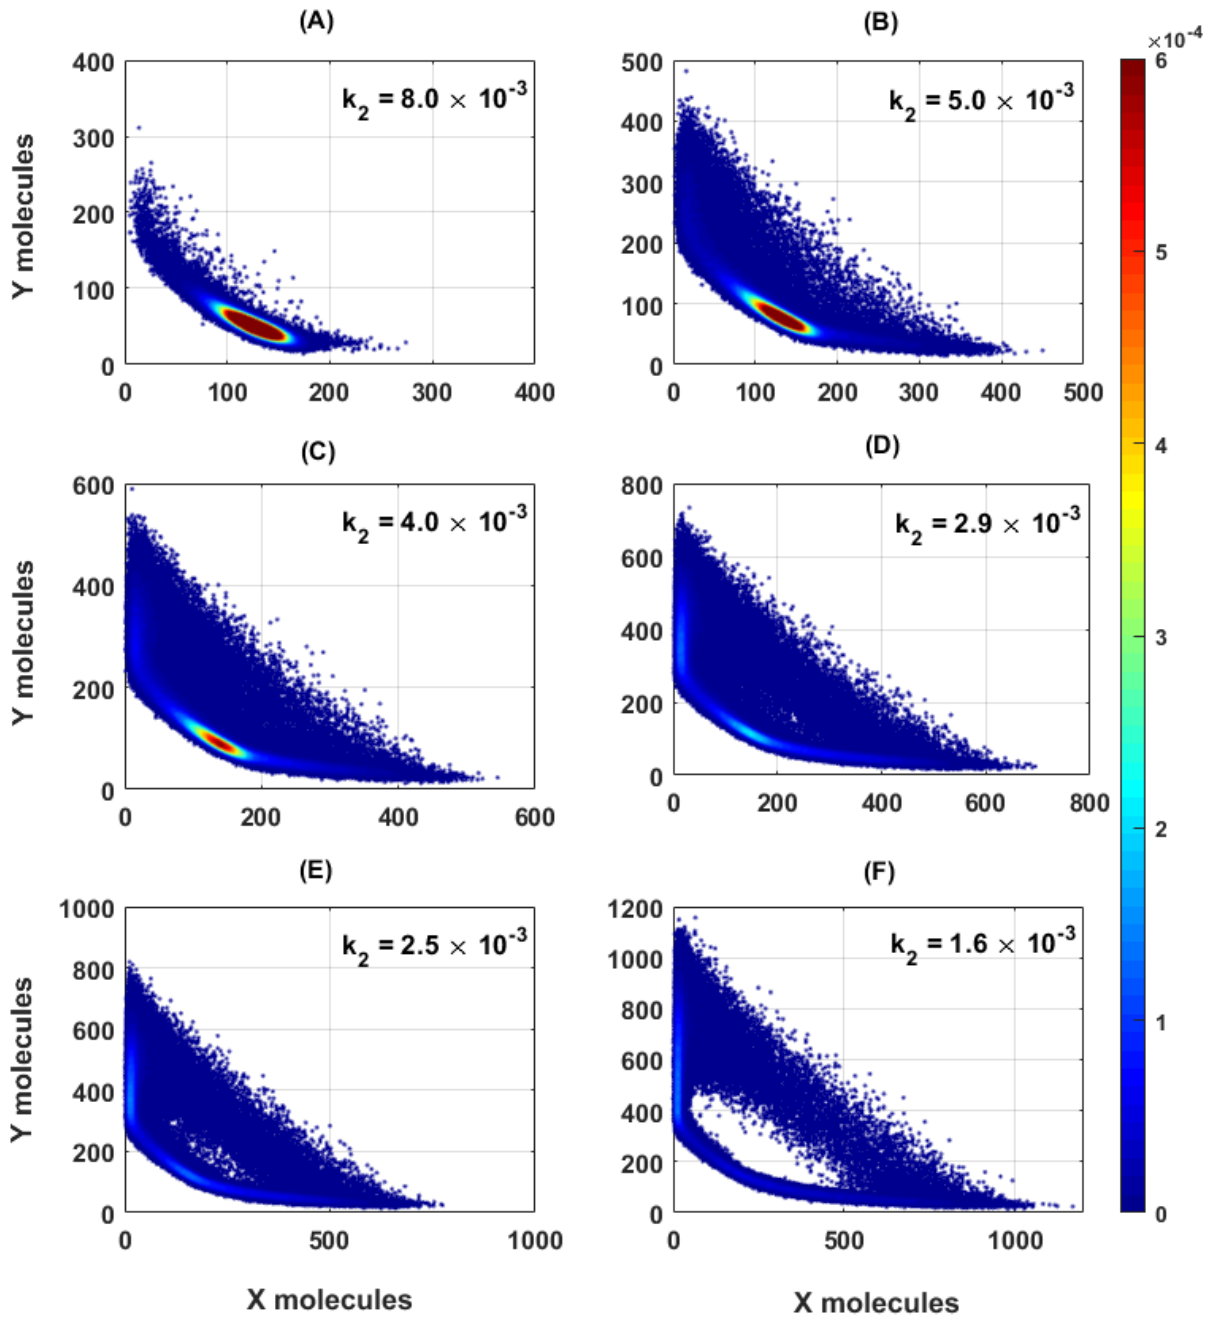 (A)
(B)
×10⁻⁴
400
300
200
100
0
0 100 200 300 400
Y molecules
k₂ = 8.0 × 10⁻³
500
400
300
200
100
0
0 100 200 300 400 500
k₂ = 5.0 × 10⁻³
6
5
4
3
2
1
0
(C)
(D)
600
400
200
0
0 200 400 600
Y molecules
k₂ = 4.0 × 10⁻³
800
600
400
200
0
0 200 400 600 800
k₂ = 2.9 × 10⁻³
(E)
(F)
1000
800
600
400
200
0
0 500 1000
Y molecules
k₂ = 2.5 × 10⁻³
X molecules
1200
1000
800
600
400
200
0
0 500 1000
k₂ = 1.6 × 10⁻³
X molecules